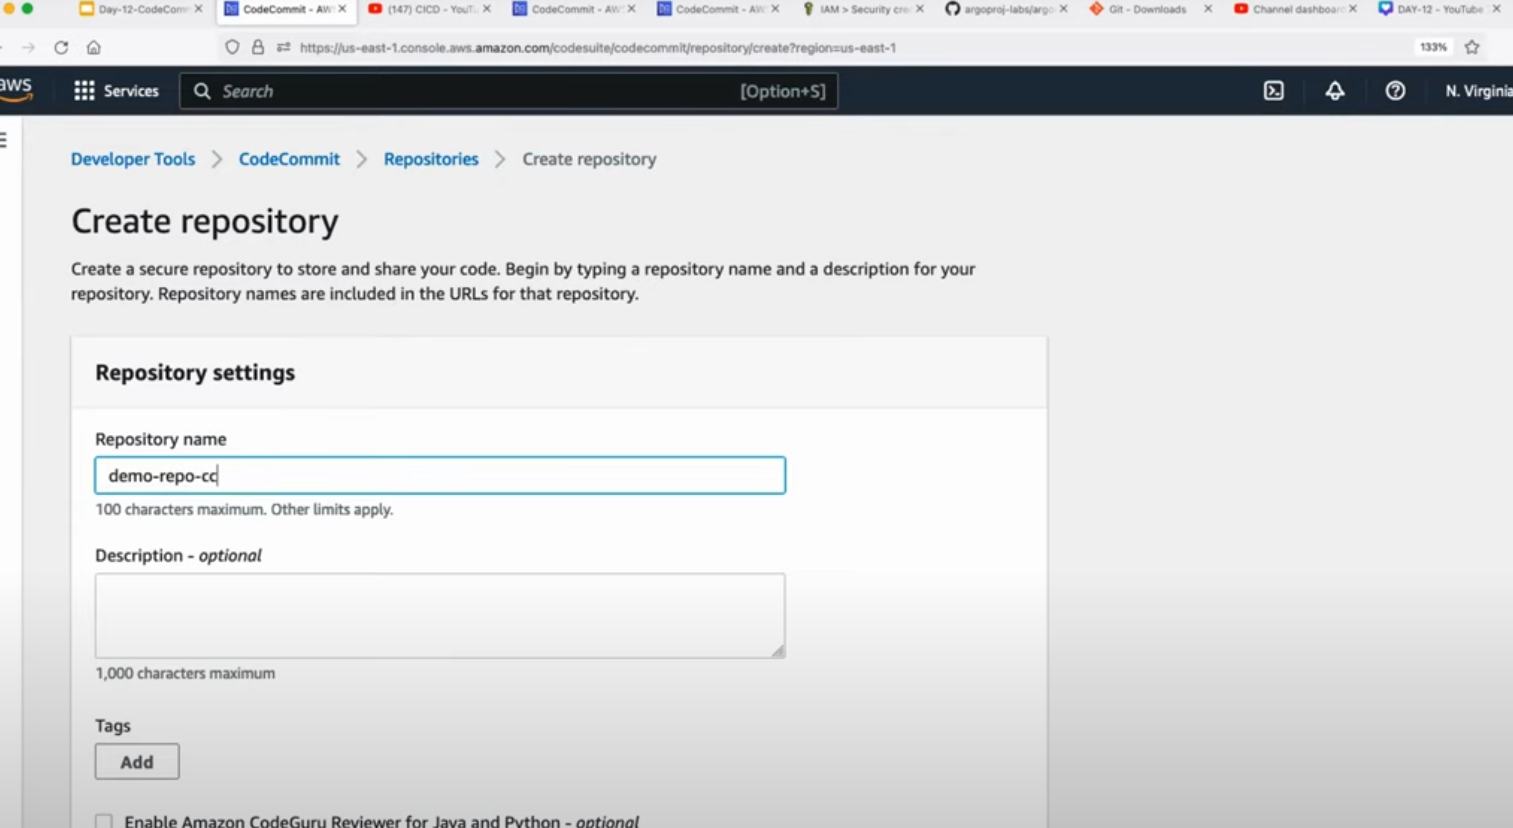 Day-12-CodeComm
CodeCommit - AW
(147) CICD - YouTu
CodeCommit - AW
CodeCommit - AW
IAM > Security cre
argoproj-labs/argo
Git - Downloads
Channel dashboard
DAY-12 - YouTube
https://us-east-1.console.aws.amazon.com/codesuite/codecommit/repository/create?region=us-east-1
133%
aws
Services
Search
[Option+S]
N. Virginia
Developer Tools > CodeCommit > Repositories > Create repository
Create repository
Create a secure repository to store and share your code. Begin by typing a repository name and a description for your
repository. Repository names are included in the URLs for that repository.
Repository settings
Repository name
demo-repo-cc
100 characters maximum. Other limits apply.
Description - optional
1,000 characters maximum
Tags
Add
Enable Amazon CodeGuru Reviewer for Java and Python - optional